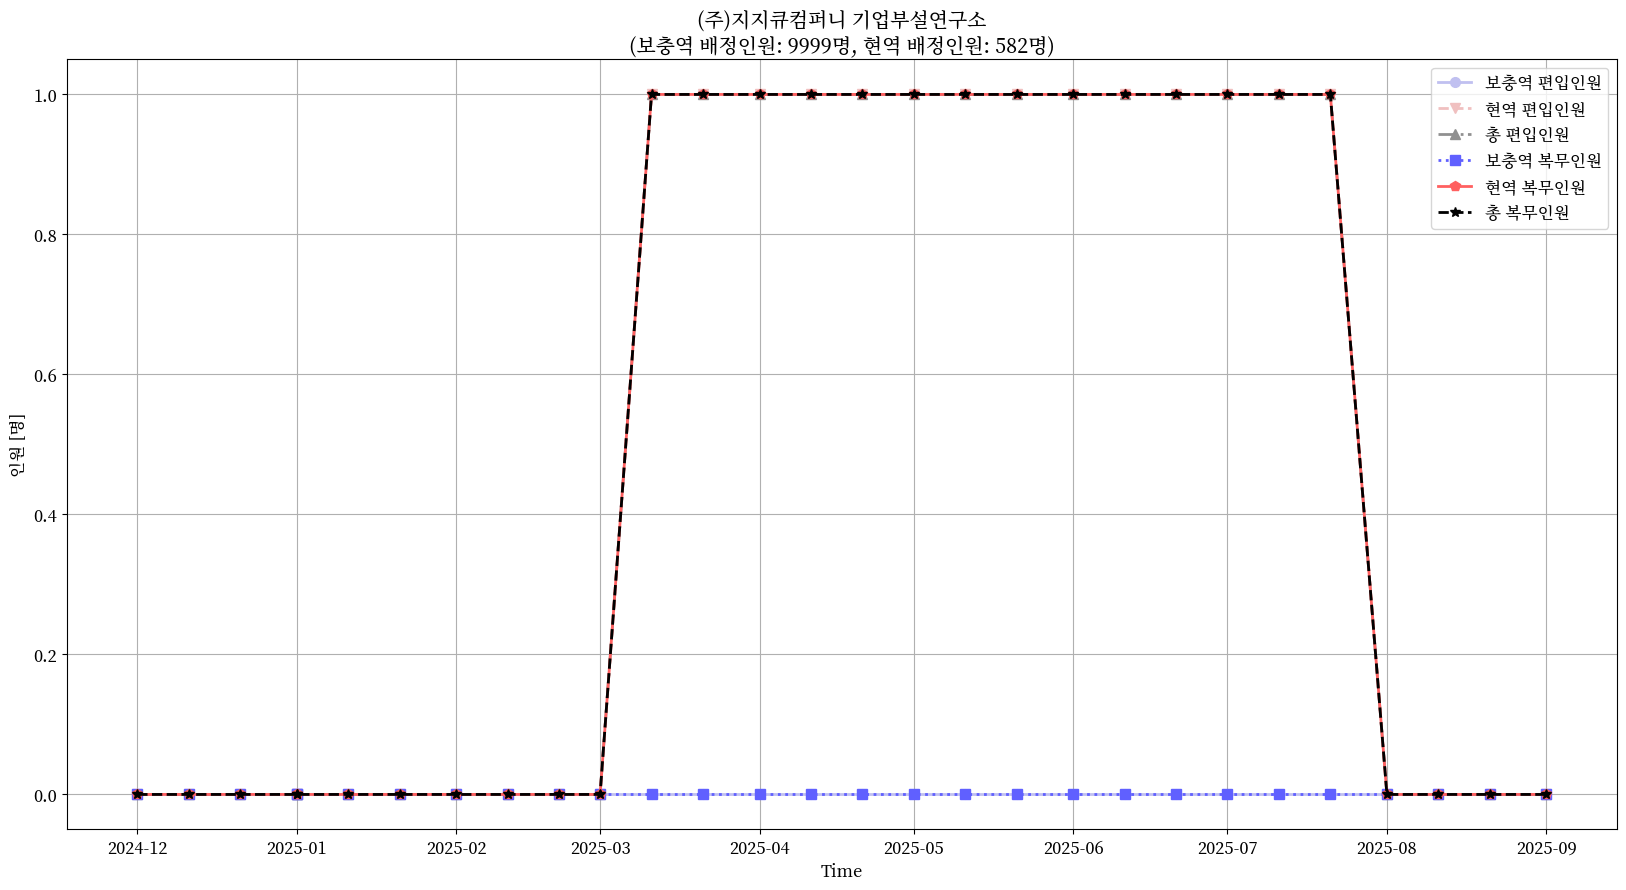 (주)지지큐컴퍼니 기업부설연구소
(보충역 배정인원: 9999명, 현역 배정인원: 582명)
인원 [명]
1.0
0.8
0.6
0.4
0.2
0.0
보충역 편입인원
현역 편입인원
총 편입인원
보충역 복무인원
현역 복무인원
총 복무인원
2024-12 2025-01 2025-02 2025-03 2025-04 2025-05 2025-06 2025-07 2025-08 2025-09
Time